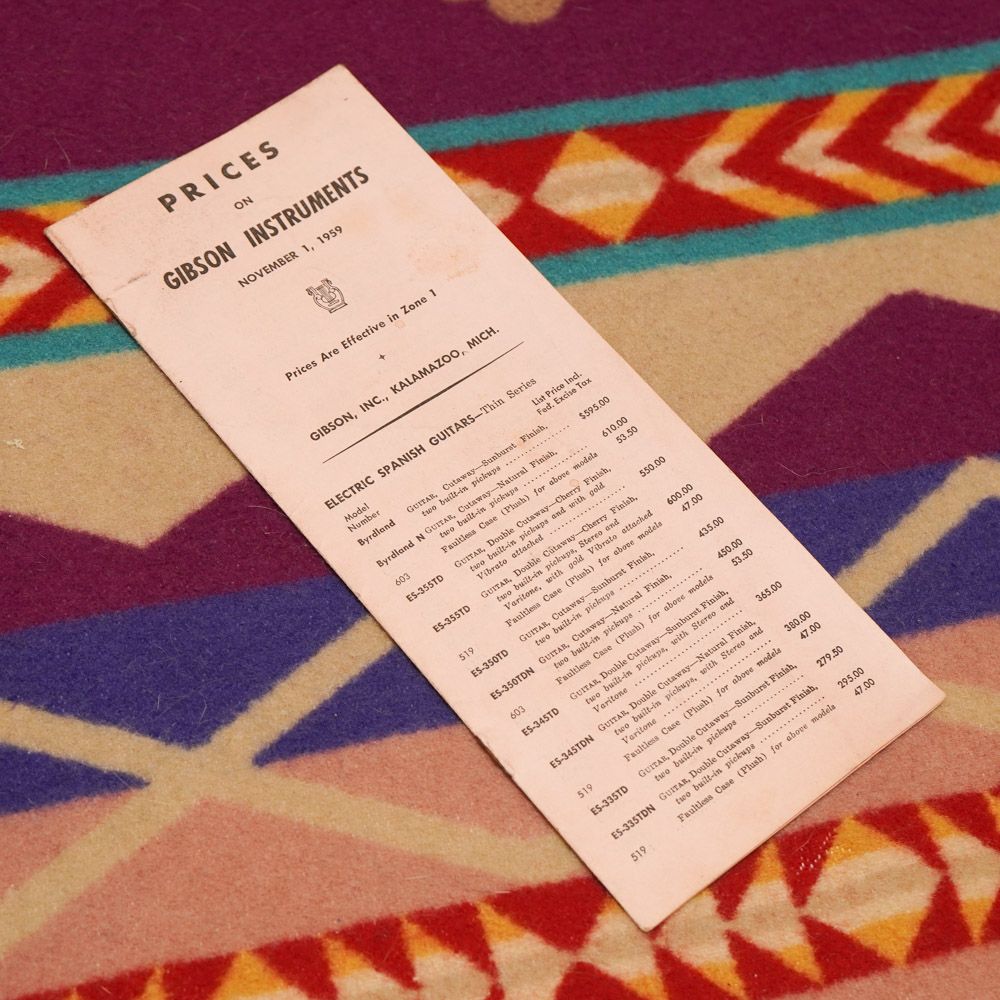 PRICES
ON
GIBSON INSTRUMENTS
NOVEMBER 1, 1959
Prices Are Effective in Zone 1
GIBSON, INC., KALAMAZOO, MICH.
ELECTRIC SPANISH GUITARS—Thin Series
Model
Number
List Price Incl.
Fed. Excise Tax
Byrdland GUITAR, Cutaway—Sunburst Finish,
two built-in pickups .............. $595.00
Byrdland N GUITAR, Cutaway—Natural Finish,
two built-in pickups .............. 610.00
603 Faultless Case (Plush) for above models 53.50
ES-355TD GUITAR, Double Cutaway—Cherry Finish,
two built-in pickups and with gold
Vibrato attached .............. 550.00
ES-355TD GUITAR, Double Cutaway—Cherry Finish,
two built-in pickups, Stereo and
Varitone, with gold Vibrato attached 600.00
519 Faultless Case (Plush) for above models 47.00
ES-350TD GUITAR, Cutaway—Sunburst Finish,
two built-in pickups .............. 435.00
ES-350TDN GUITAR, Cutaway—Natural Finish,
two built-in pickups .............. 450.00
603 Faultless Case (Plush) for above models 53.50
ES-345TD GUITAR, Double Cutaway—Sunburst Finish,
two built-in pickups, with Stereo and
Varitone .............. 365.00
ES-345TDN GUITAR, Double Cutaway—Natural Finish,
two built-in pickups, with Stereo and
Varitone .............. 380.00
519 Faultless Case (Plush) for above models 47.00
ES-335TD GUITAR, Double Cutaway—Sunburst Finish,
two built-in pickups .............. 279.50
ES-335TDN GUITAR, Double Cutaway—Sunburst Finish,
two built-in pickups .............. 295.00
519 Faultless Case (Plush) for above models 47.00